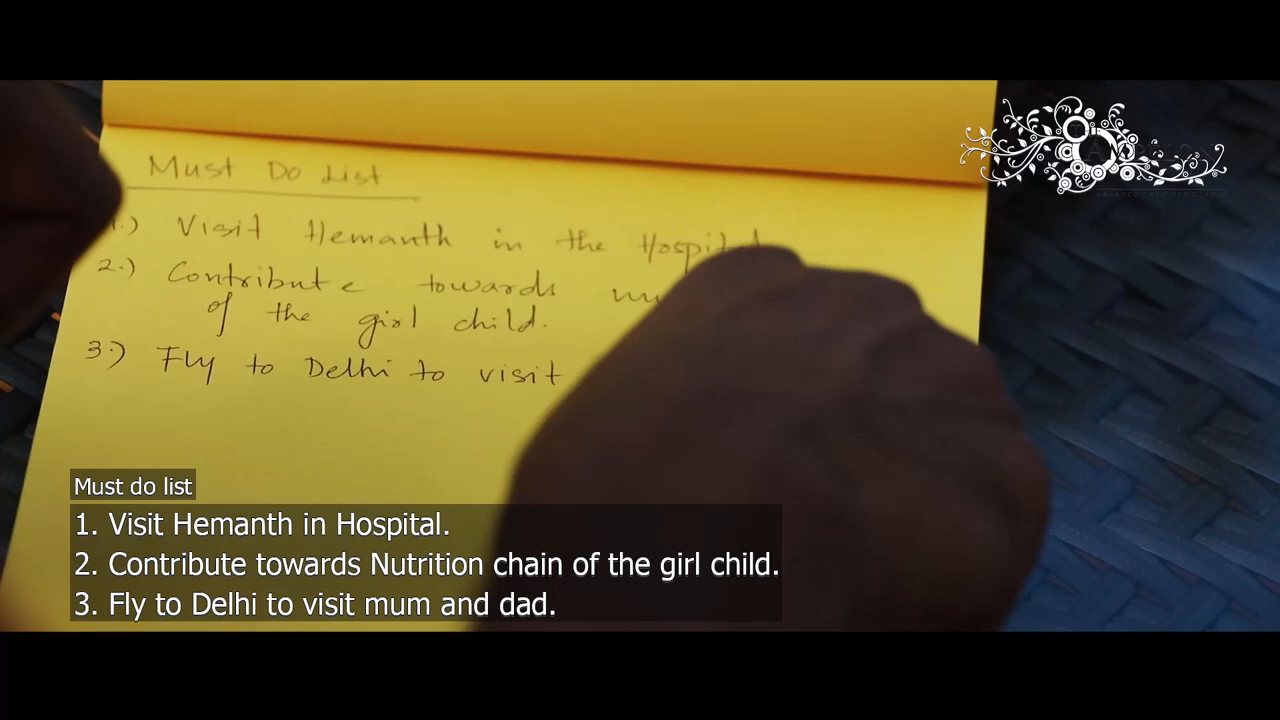 Must Do List
1.) Visit Hemanth in the Hospital
2.) Contribute towards
of the girl child.
3.) Fly to Delhi to visit
Must do list
1. Visit Hemanth in Hospital.
2. Contribute towards Nutrition chain of the girl child.
3. Fly to Delhi to visit mum and dad.